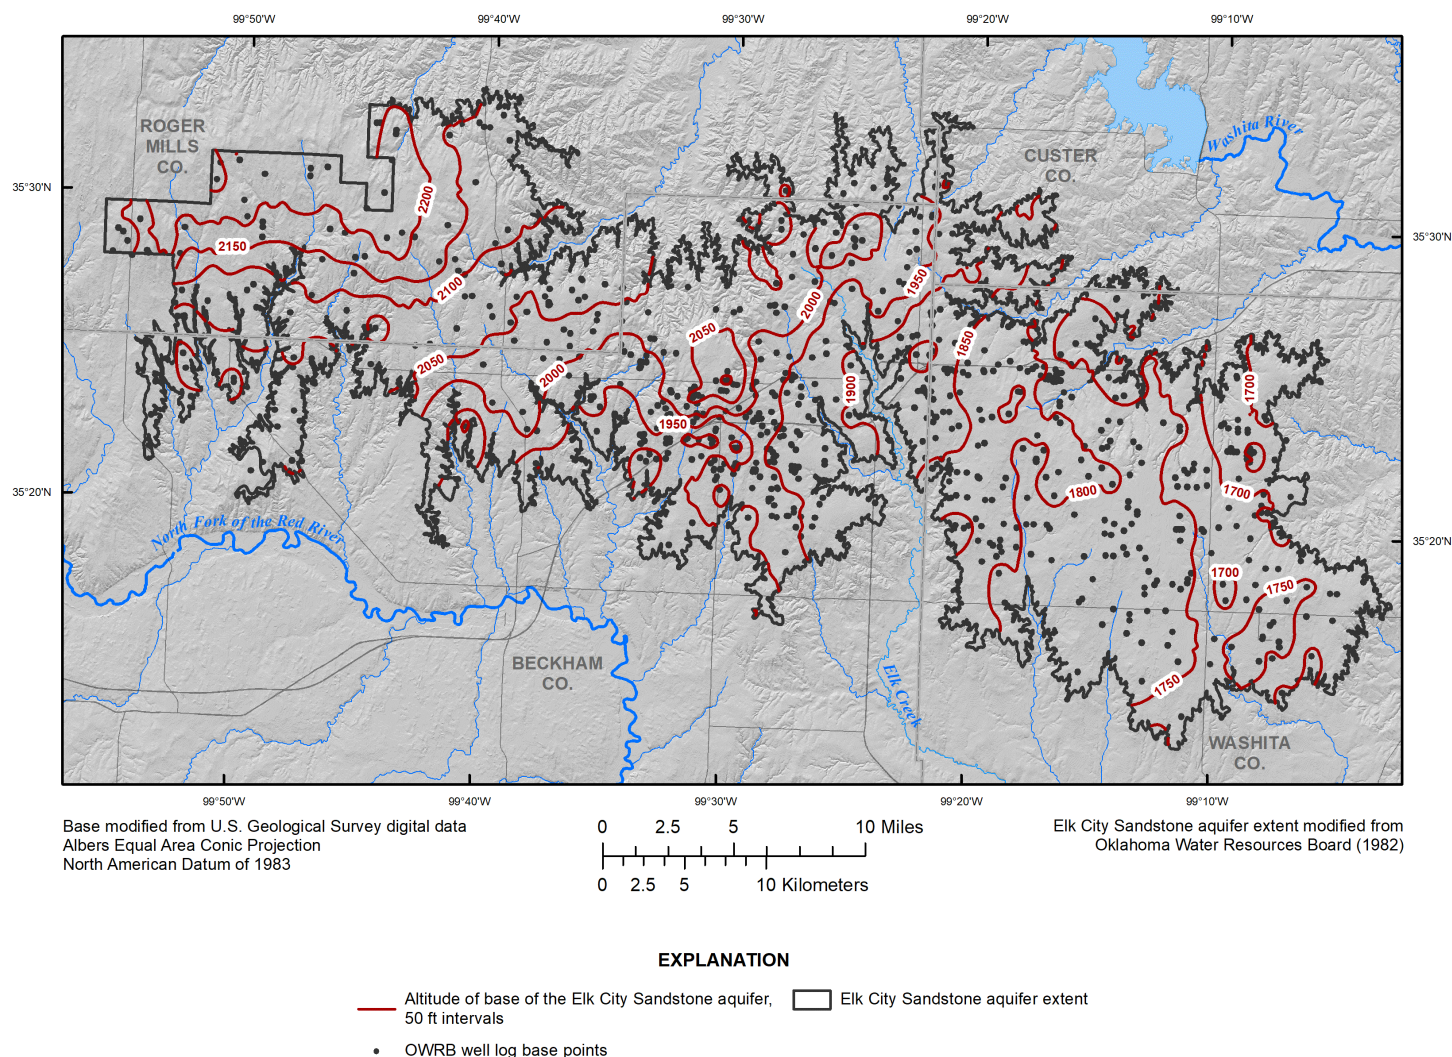 99°50'W
99°40'W
99°30'W
99°20'W
99°10'W
ROGER
MILLS
CO.
CUSTER
CO.
Washita River
35°30'N
35°30'N
2200
2150
2100
1950
2000
2050
1850
2050
2000
1900
1700
1950
1800
1700
35°20'N
35°20'N
North Fork of the Red River
1700
1750
BECKHAM
CO.
Elk Creek
1750
WASHITA
CO.
99°50'W
99°40'W
99°30'W
99°20'W
99°10'W
Base modified from U.S. Geological Survey digital data
Albers Equal Area Conic Projection
North American Datum of 1983
0 2.5 5 10 Miles
0 2.5 5 10 Kilometers
Elk City Sandstone aquifer extent modified from
Oklahoma Water Resources Board (1982)
EXPLANATION
Altitude of base of the Elk City Sandstone aquifer,
50 ft intervals
Elk City Sandstone aquifer extent
OWRB well log base points